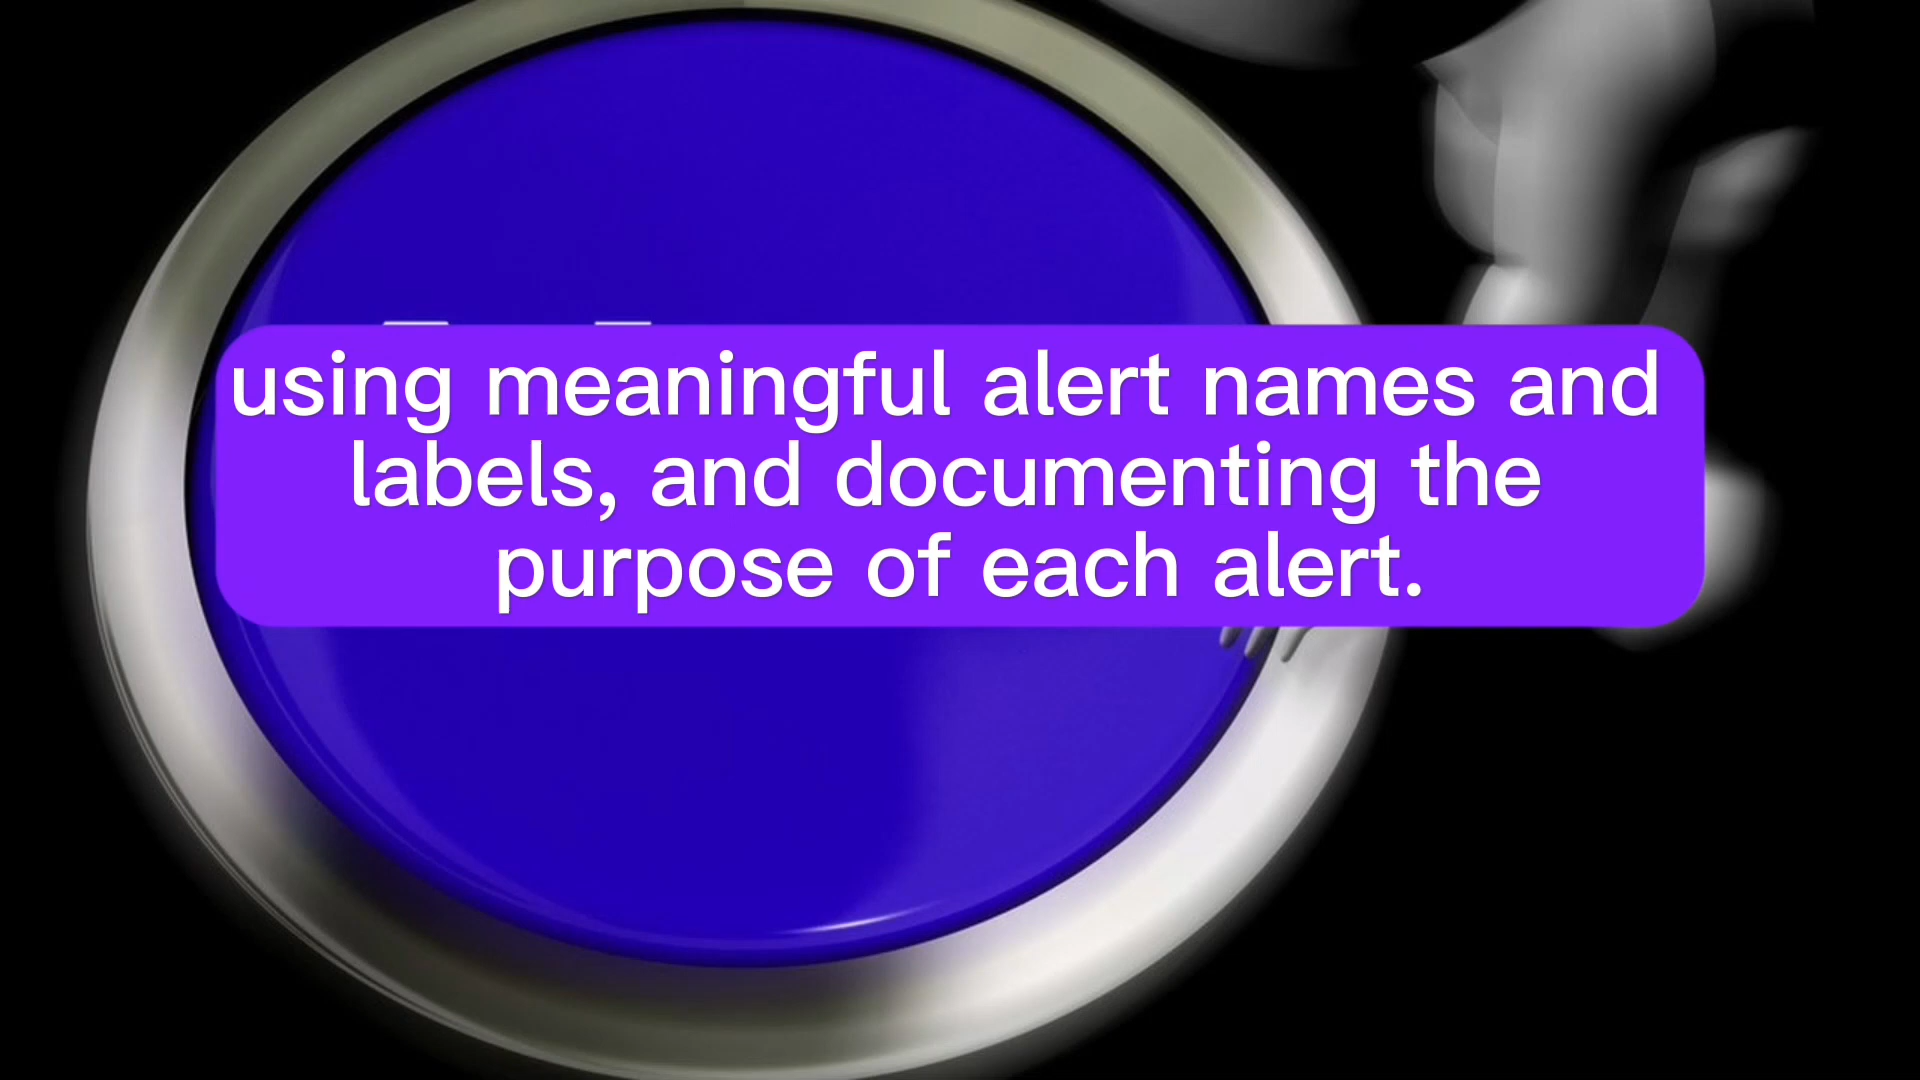 using meaningful alert names and
labels, and documenting the
purpose of each alert.